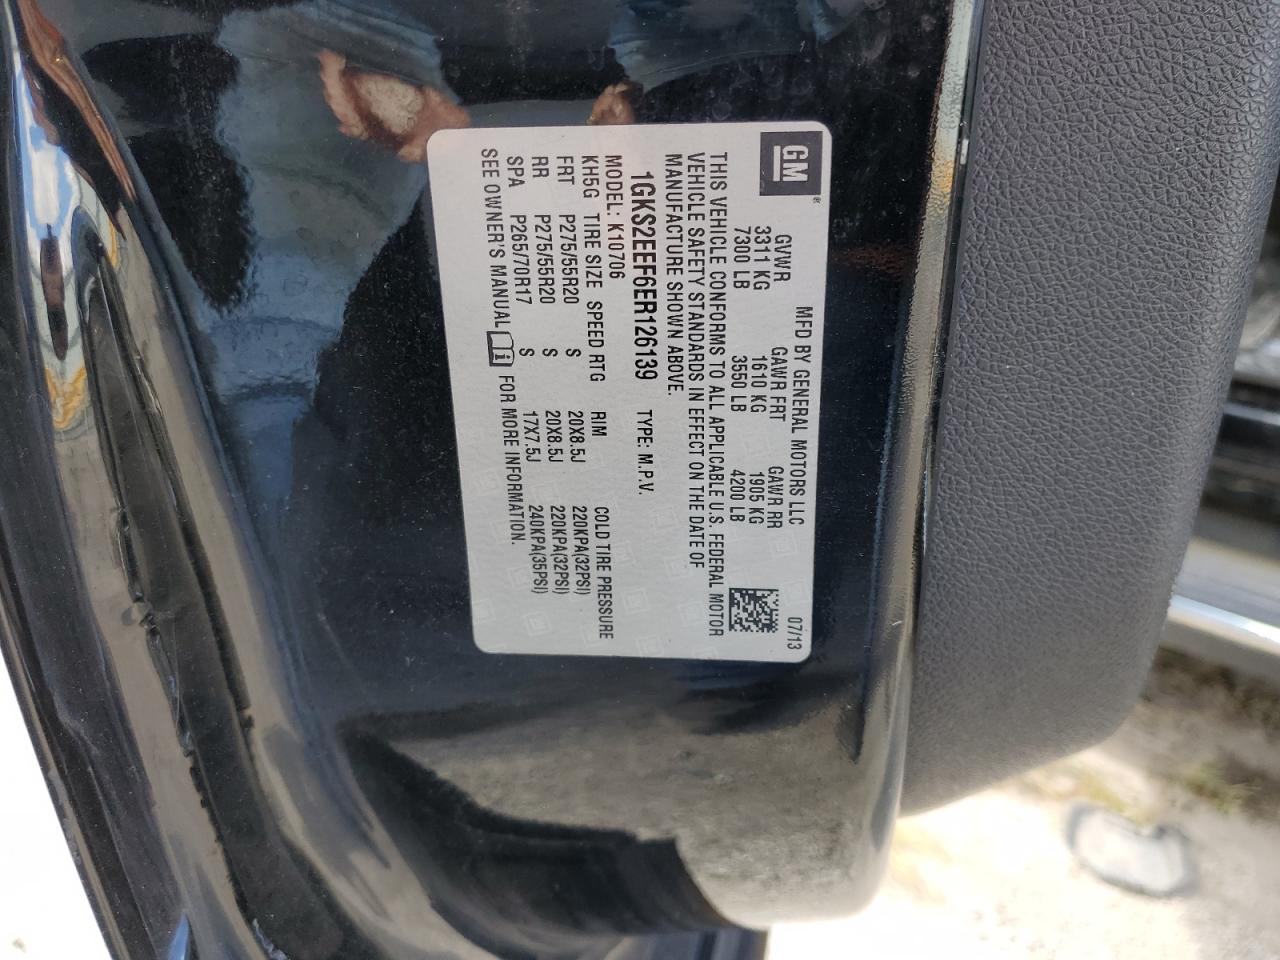 GM
MFD BY GENERAL MOTORS LLC 07/13
GVWR GAWR FRT GAWR RR
3311 KG 1610 KG 1905 KG
7300 LB 3550 LB 4200 LB
THIS VEHICLE CONFORMS TO ALL APPLICABLE U.S. FEDERAL MOTOR
VEHICLE SAFETY STANDARDS IN EFFECT ON THE DATE OF
MANUFACTURE SHOWN ABOVE.
1GKS2EEF6ER126139 TYPE: M.P.V.
MODEL: K10706
KH5G TIRE SIZE SPEED RTG RIM COLD TIRE PRESSURE
FRT P275/55R20 S 20X8.5J 220KPA(32PSI)
RR P275/55R20 S 20X8.5J 220KPA(32PSI)
SPA P265/70R17 S 17X7.5J 240KPA(35PSI)
SEE OWNER'S MANUAL FOR MORE INFORMATION.